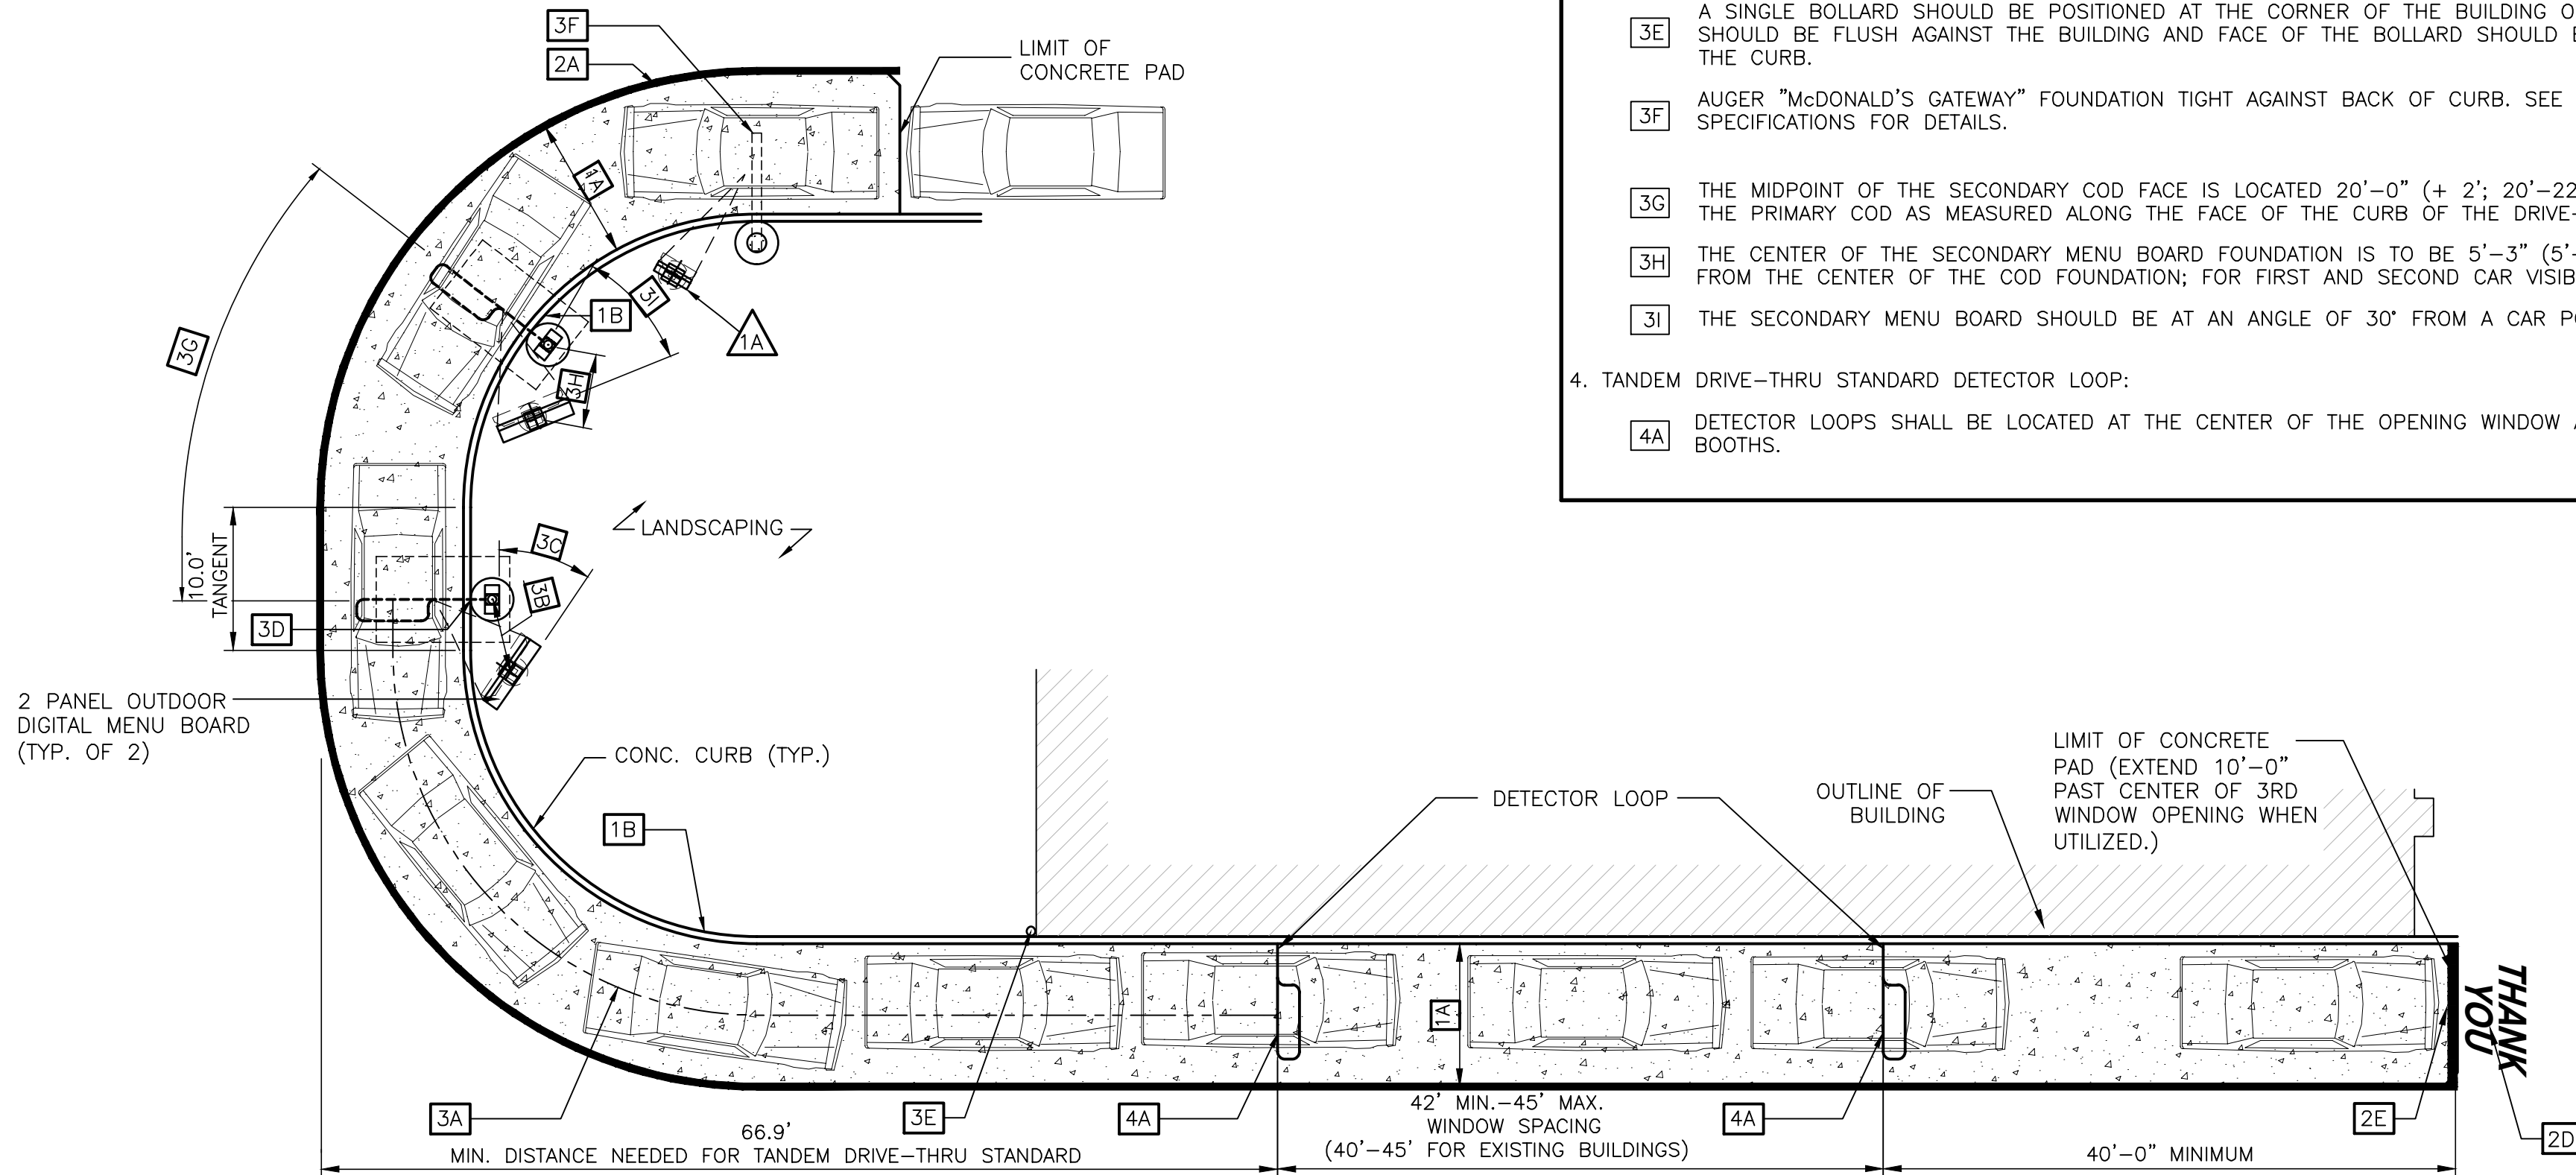 3F
2A
LIMIT OF
CONCRETE PAD
1A
3G
3I
1B
1A
3H
LANDSCAPING
3C
3B
10.0'
TANGENT
3D
2 PANEL OUTDOOR
DIGITAL MENU BOARD
(TYP. OF 2)
CONC. CURB (TYP.)
1B
DETECTOR LOOP
OUTLINE OF
BUILDING
LIMIT OF CONCRETE
PAD (EXTEND 10'-0"
PAST CENTER OF 3RD
WINDOW OPENING WHEN
UTILIZED.)
1A
THANK
YOU
3A
3E
4A
4A
2E
2D
66.9'
MIN. DISTANCE NEEDED FOR TANDEM DRIVE-THRU STANDARD
42' MIN.-45' MAX.
WINDOW SPACING
(40'-45' FOR EXISTING BUILDINGS)
40'-0" MINIMUM
3E
A SINGLE BOLLARD SHOULD BE POSITIONED AT THE CORNER OF THE BUILDING
SHOULD BE FLUSH AGAINST THE BUILDING AND FACE OF THE BOLLARD SHOULD
THE CURB.
3F
AUGER "McDONALD'S GATEWAY" FOUNDATION TIGHT AGAINST BACK OF CURB. SEE
SPECIFICATIONS FOR DETAILS.
3G
THE MIDPOINT OF THE SECONDARY COD FACE IS LOCATED 20'-0" (+ 2'; 20'-22
THE PRIMARY COD AS MEASURED ALONG THE FACE OF THE CURB OF THE DRIVE-
3H
THE CENTER OF THE SECONDARY MENU BOARD FOUNDATION IS TO BE 5'-3" (5'-
FROM THE CENTER OF THE COD FOUNDATION; FOR FIRST AND SECOND CAR VISIB
3I
THE SECONDARY MENU BOARD SHOULD BE AT AN ANGLE OF 30° FROM A CAR
4. TANDEM DRIVE-THRU STANDARD DETECTOR LOOP:
4A
DETECTOR LOOPS SHALL BE LOCATED AT THE CENTER OF THE OPENING WINDOW
BOOTHS.